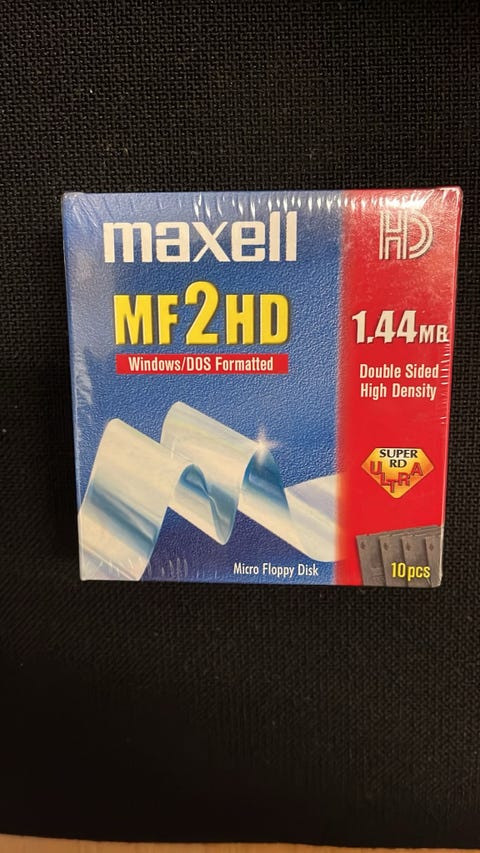 maxell
HD
MF2HD
Windows/DOS Formatted
1.44MB
Double Sided
High Density
SUPER
RD
ULTRA
Micro Floppy Disk
10pcs